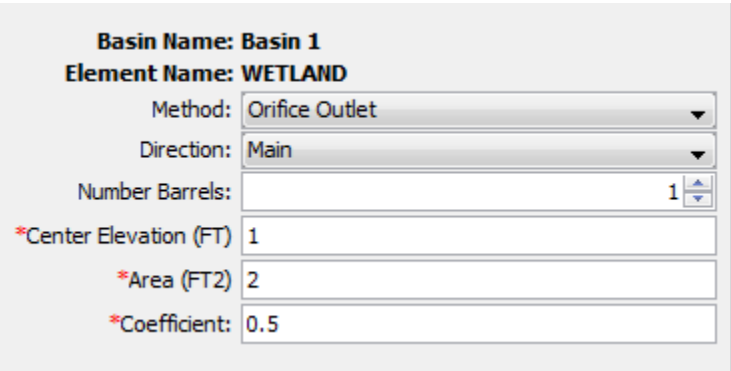 Basin Name: Basin 1
Element Name: WETLAND
Method: Orifice Outlet
Direction: Main
Number Barrels: 1
*Center Elevation (FT) 1
*Area (FT2) 2
*Coefficient: 0.5